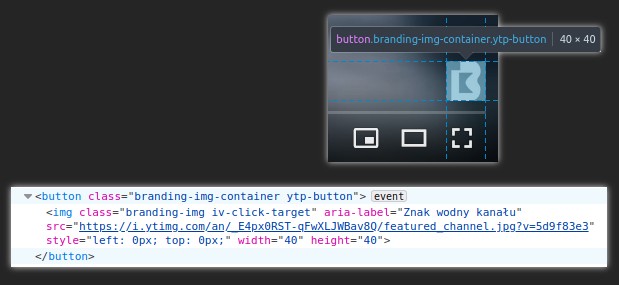 button.branding-img-container.ytp-button | 40 × 40
<button class="branding-img-container ytp-button"> event
<img class="branding-img iv-click-target" aria-label="Znak wodny kanału"
src="https://i.ytimg.com/an/_E4px0RST-qFwXLJWBav8Q/featured_channel.jpg?v=5d9f83e3"
style="left: 0px; top: 0px;" width="40" height="40">
</button>